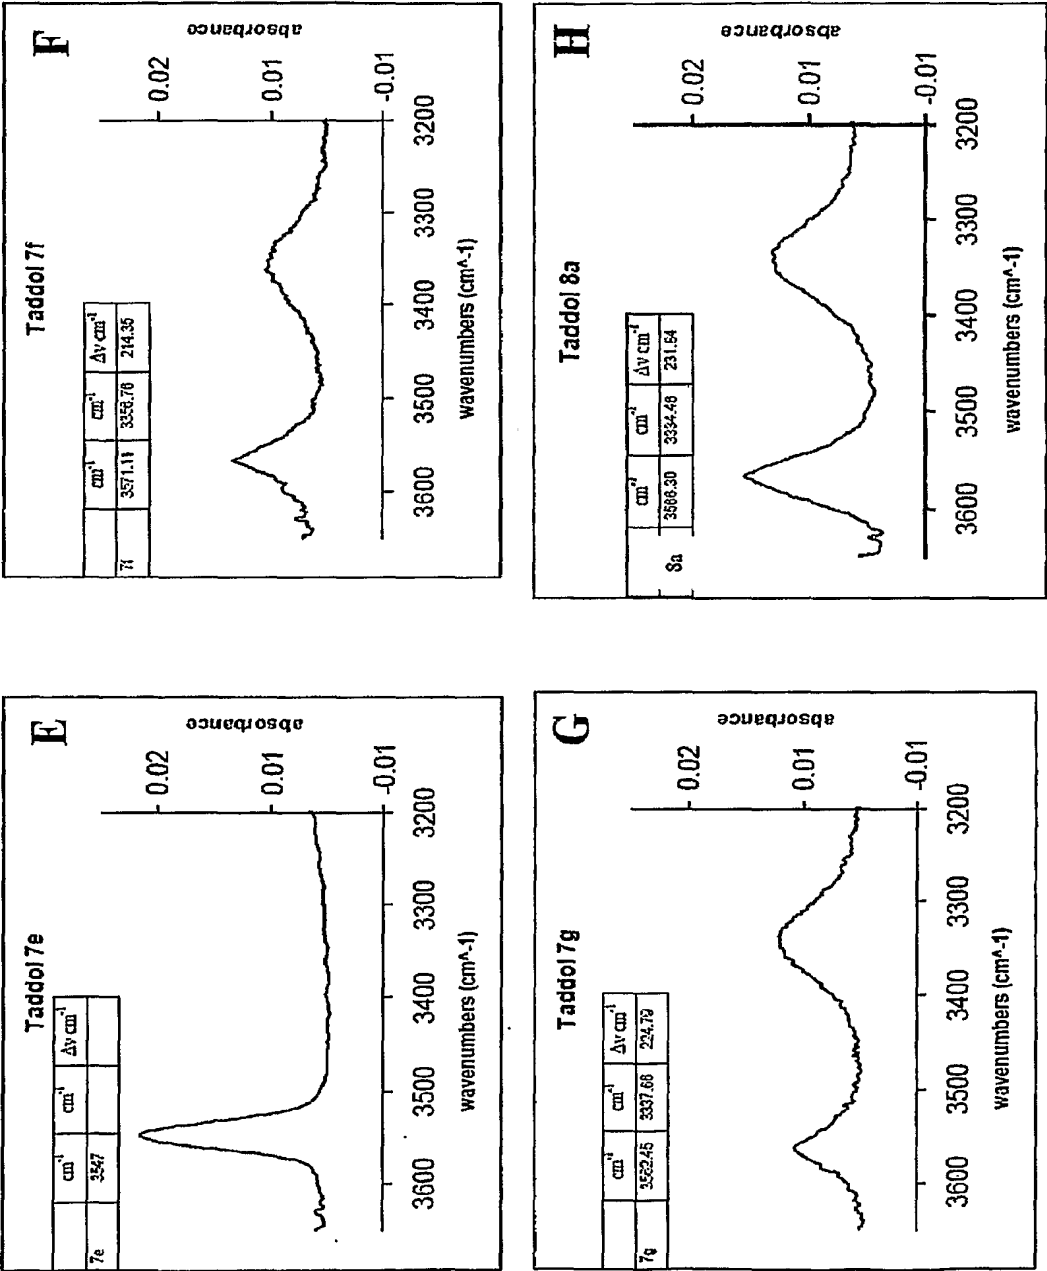 E
Taddol 7e
cm⁻¹ cm⁻¹ Δν cm⁻¹
7e 3547
absorbance
0.02
0.01
-0.01
3600 3500 3400 3300 3200
wavenumbers (cm^-1)
F
Taddol 7f
cm⁻¹ cm⁻¹ Δν cm⁻¹
7f 3571.11 3356.76 214.35
absorbance
0.02
0.01
-0.01
3600 3500 3400 3300 3200
wavenumbers (cm^-1)
G
Taddol 7g
cm⁻¹ cm⁻¹ Δν cm⁻¹
7g 3562.45 3337.66 224.79
absorbance
0.02
0.01
-0.01
3600 3500 3400 3300 3200
wavenumbers (cm^-1)
H
Taddol 8a
cm⁻¹ cm⁻¹ Δν cm⁻¹
8a 3566.30 3334.46 231.84
absorbance
0.02
0.01
-0.01
3600 3500 3400 3300 3200
wavenumbers (cm^-1)